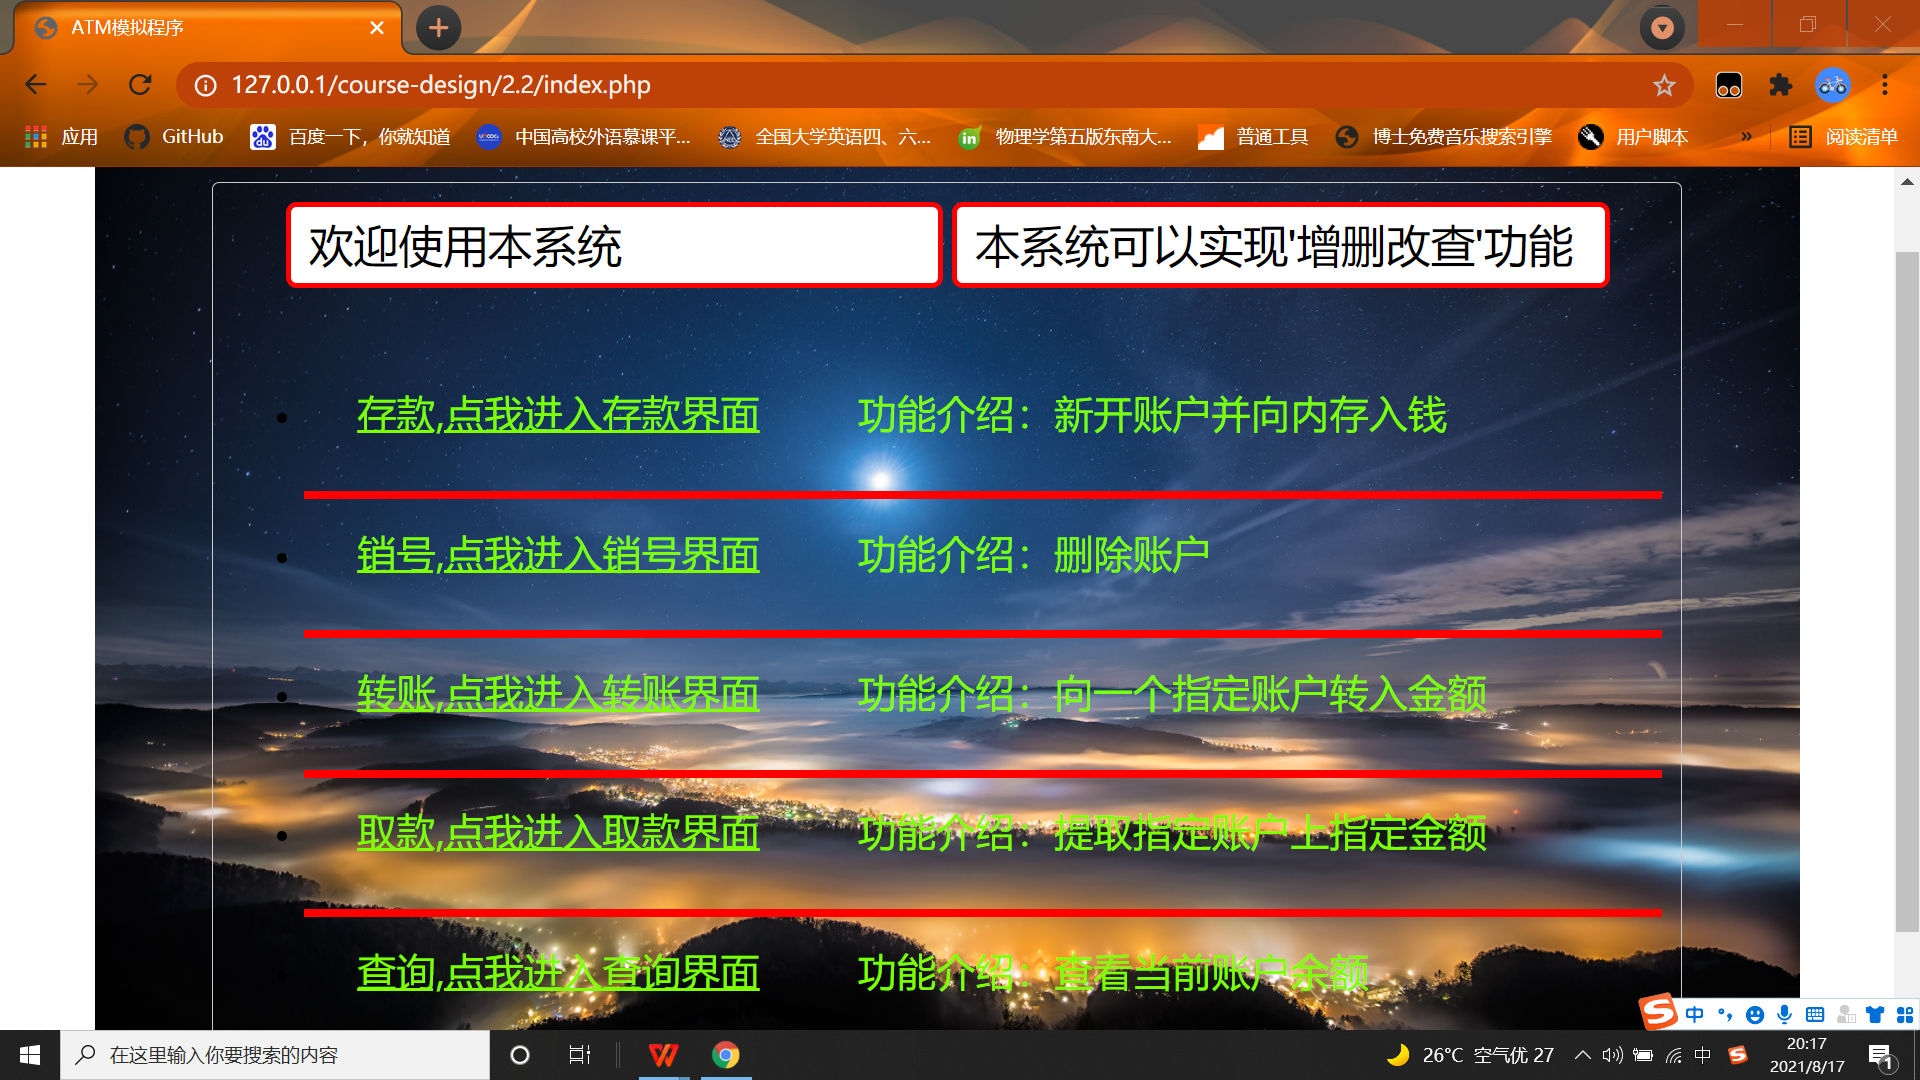 ATM模拟程序
127.0.0.1/course-design/2.2/index.php
应用 GitHub 百度一下，你就知道 中国高校外语慕课平... 全国大学英语四、六... 物理学第五版东南大... 普通工具 博士免费音乐搜索引擎 用户脚本 » 阅读清单
欢迎使用本系统 本系统可以实现'增删改查'功能
存款,点我进入存款界面 功能介绍：新开账户并向内存入钱
销号,点我进入销号界面 功能介绍：删除账户
转账,点我进入转账界面 功能介绍：向一个指定账户转入金额
取款,点我进入取款界面 功能介绍：提取指定账户上指定金额
查询,点我进入查询界面 功能介绍：查看当前账户余额
中
在这里输入你要搜索的内容 26°C 空气优 27 中 20:17
2021/8/17 1